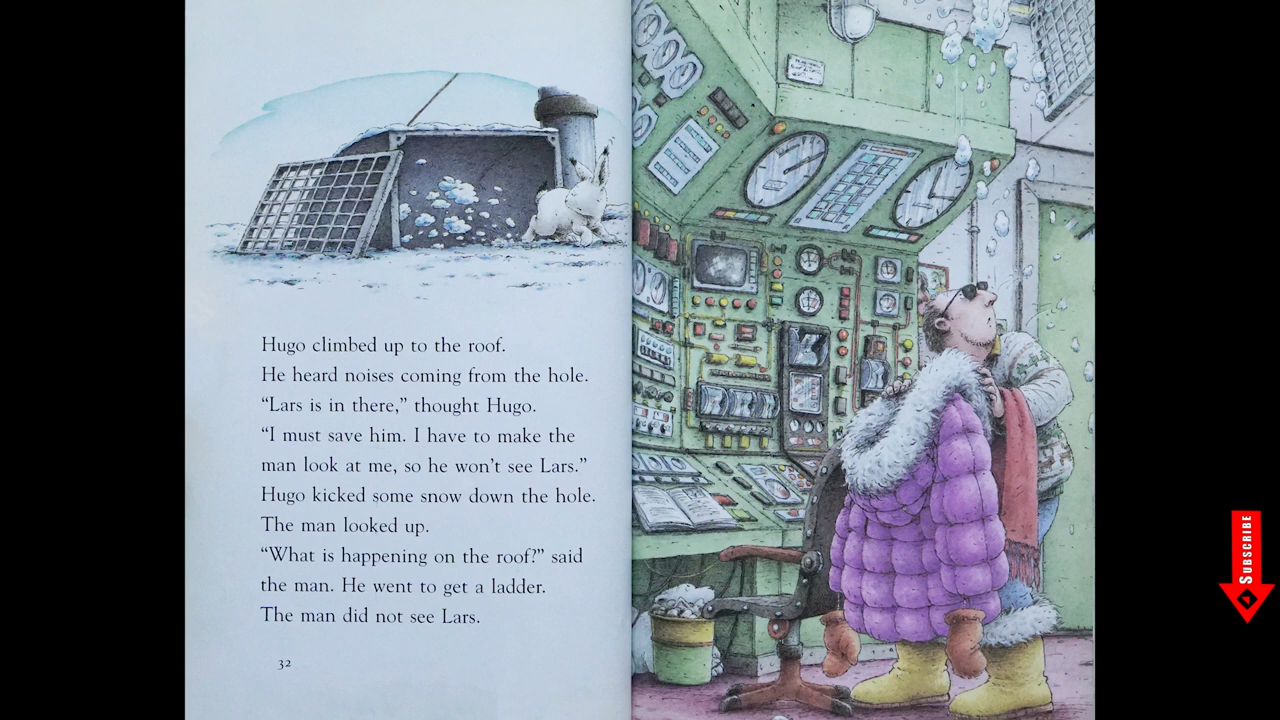 Hugo climbed up to the roof.
He heard noises coming from the hole.
“Lars is in there,” thought Hugo.
“I must save him. I have to make the
man look at me, so he won’t see Lars.”
Hugo kicked some snow down the hole.
The man looked up.
“What is happening on the roof?” said
the man. He went to get a ladder.
The man did not see Lars.
32
SUBSCRIBE